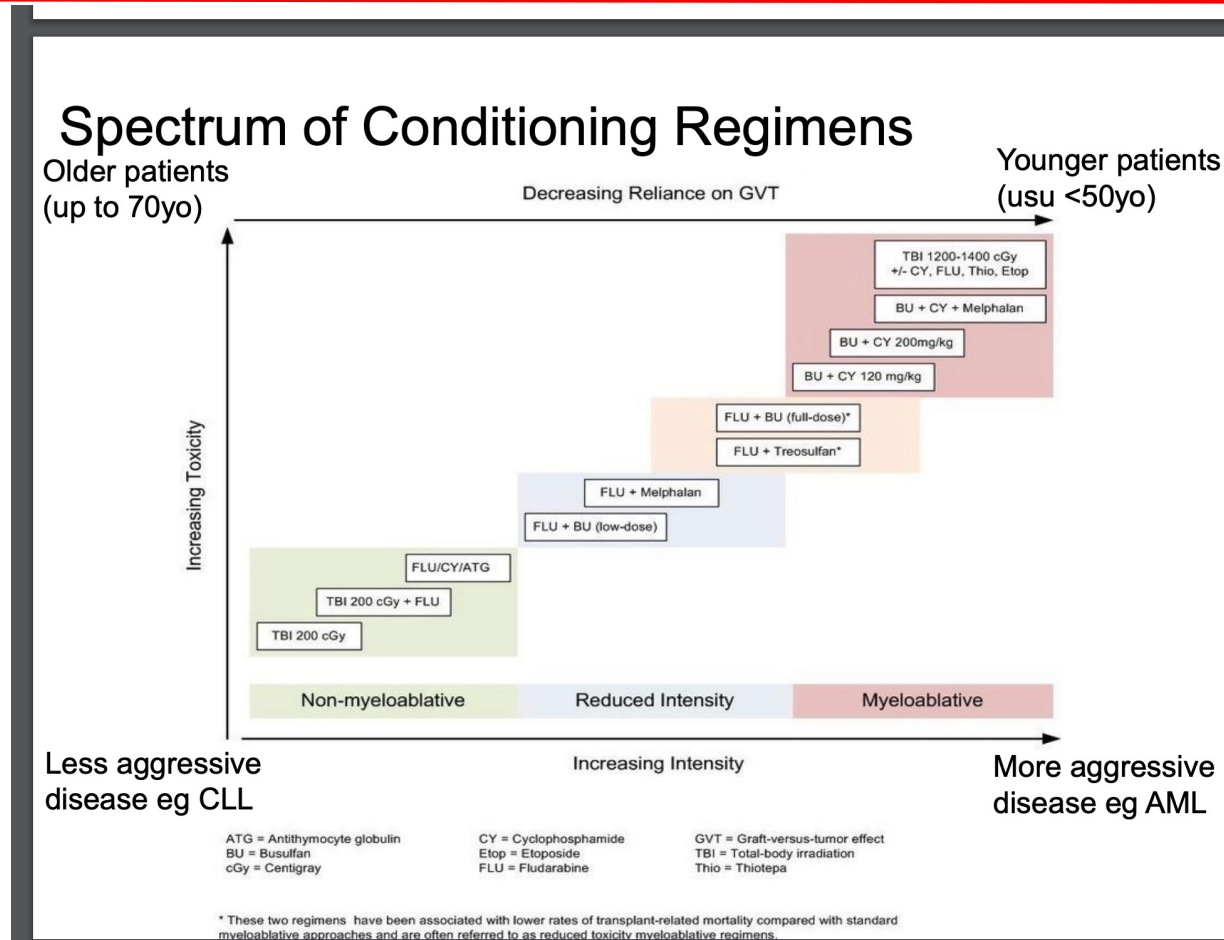 Spectrum of Conditioning Regimens
Older patients
(up to 70yo)
Younger patients
(usu <50yo)
Decreasing Reliance on GVT
TBI 1200-1400 cGy
+/- CY, FLU, Thio, Etop
BU + CY + Melphalan
BU + CY 200mg/kg
BU + CY 120 mg/kg
FLU + BU (full-dose)*
FLU + Treosulfan*
FLU + Melphalan
FLU + BU (low-dose)
FLU/CY/ATG
TBI 200 cGy + FLU
TBI 200 cGy
Increasing Toxicity
Non-myeloablative
Reduced Intensity
Myeloablative
Increasing Intensity
Less aggressive
disease eg CLL
More aggressive
disease eg AML
ATG = Antithymocyte globulin
BU = Busulfan
cGy = Centigray
CY = Cyclophosphamide
Etop = Etoposide
FLU = Fludarabine
GVT = Graft-versus-tumor effect
TBI = Total-body irradiation
Thio = Thiotepa
* These two regimens have been associated with lower rates of transplant-related mortality compared with standard
myeloablative approaches and are often referred to as reduced toxicity myeloablative regimens.